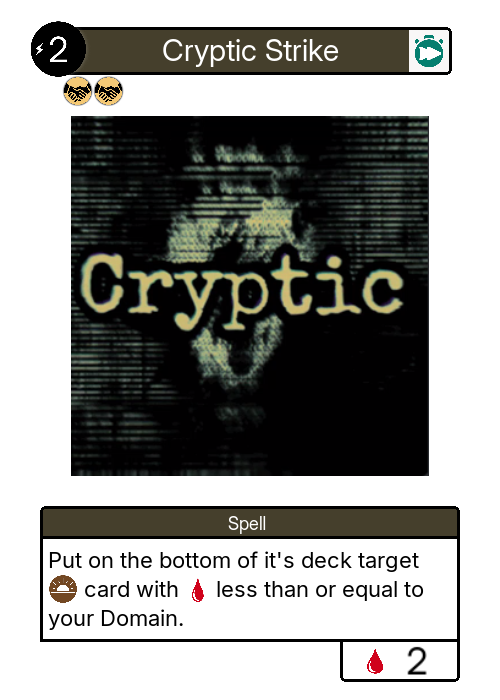 2
Cryptic Strike
Cryptic
Spell
Put on the bottom of it's deck target
card with less than or equal to
your Domain.
2